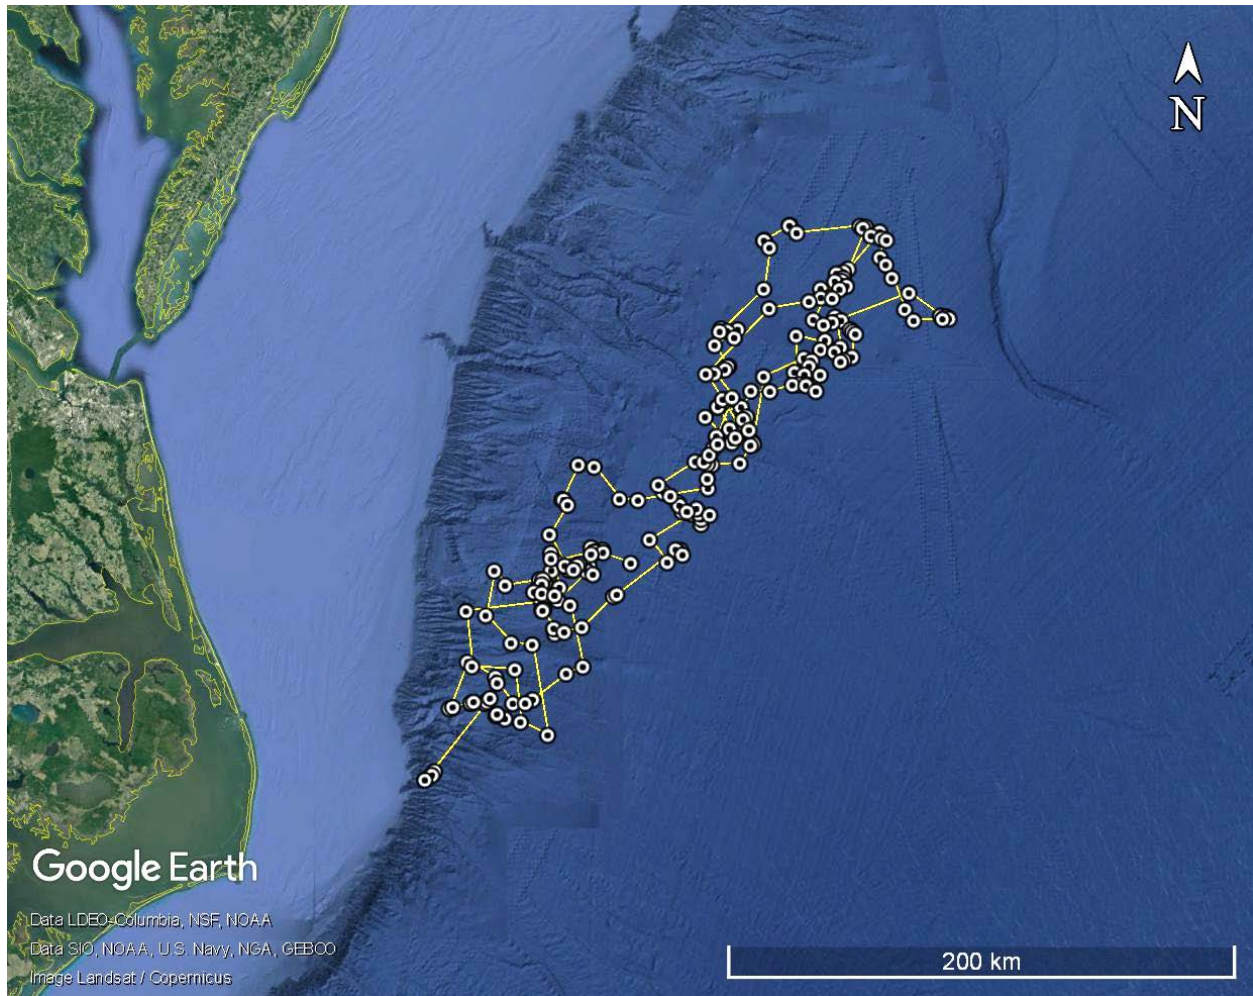 N
Google Earth
Data LDEO-Columbia, NSF, NOAA
Data SIO, NOAA, U.S. Navy, NGA, GEBCO
Image Landsat / Copernicus
200 km